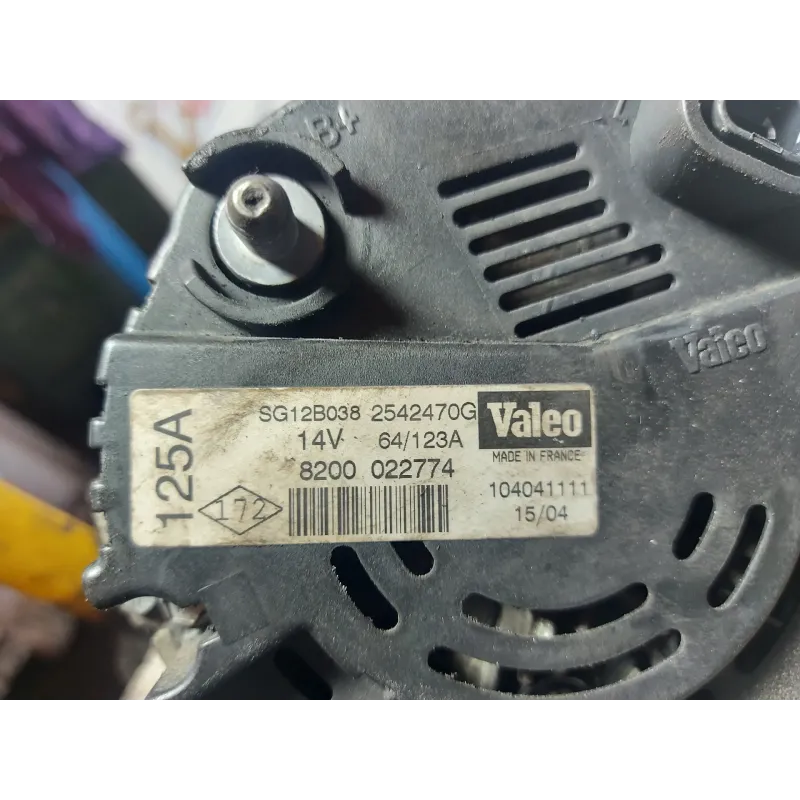 B+
Valeo
125A
SG12B038 2542470G
14V 64/123A
8200 022774
172
Valeo
MADE IN FRANCE
104041111
15/04